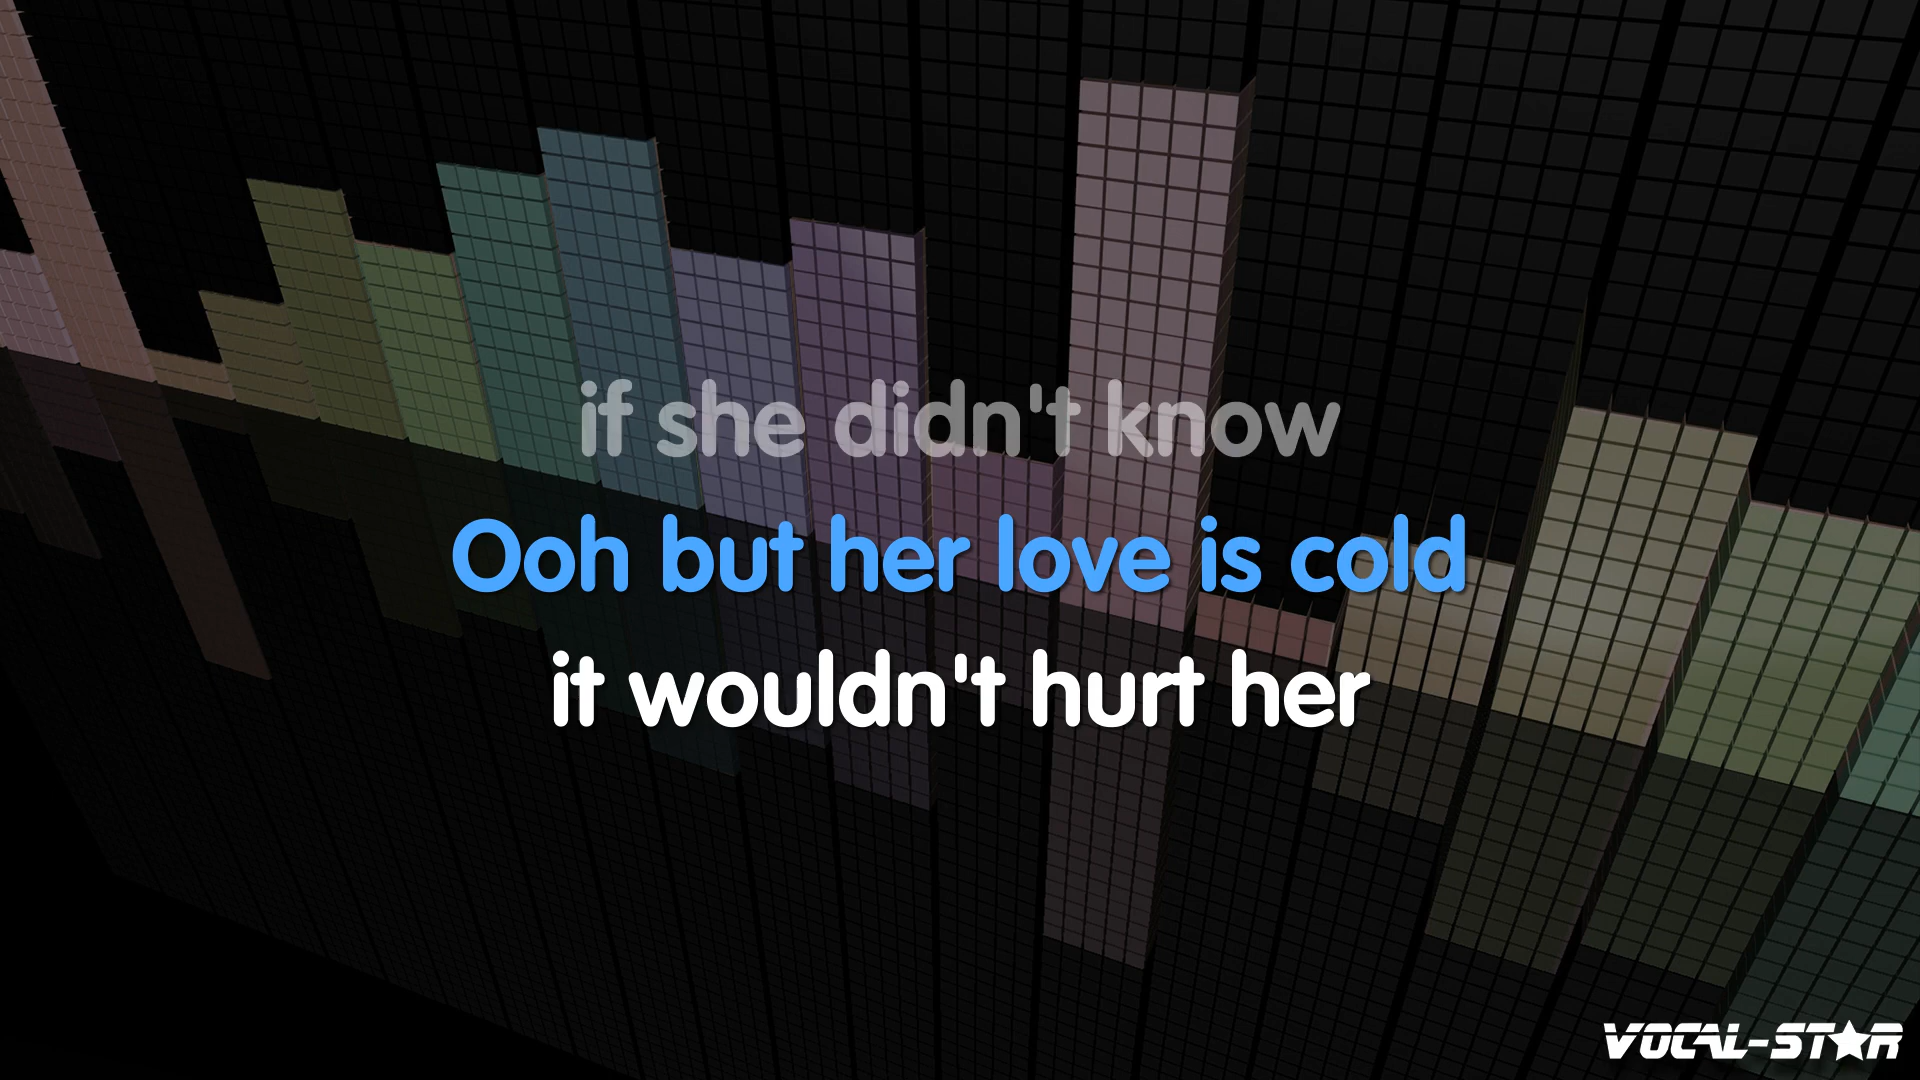 if she didn't know
Ooh but her love is cold
it wouldn't hurt her
VOCAL-STAR